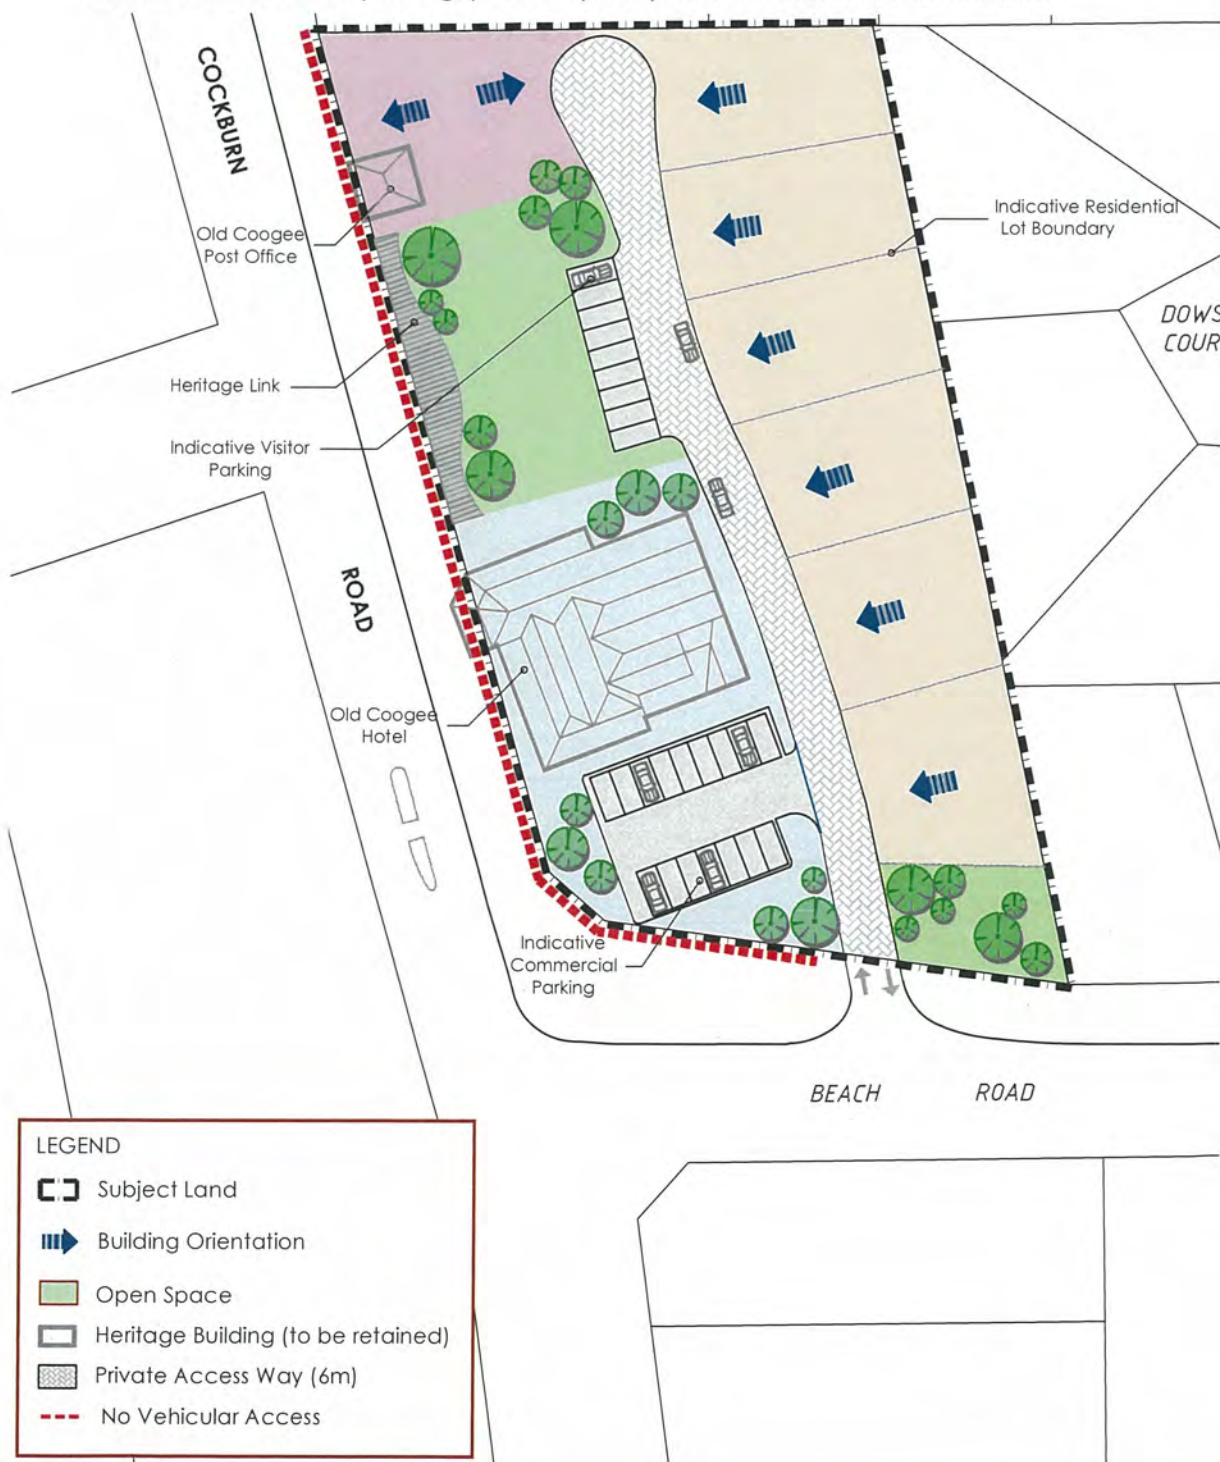 COCKBURN
Old Coogee
Post Office
Indicative Residential
Lot Boundary
DOWS
COUR
Heritage Link
Indicative Visitor
Parking
ROAD
Old Coogee
Hotel
Indicative
Commercial
Parking
BEACH ROAD
LEGEND
Subject Land
Building Orientation
Open Space
Heritage Building (to be retained)
Private Access Way (6m)
No Vehicular Access